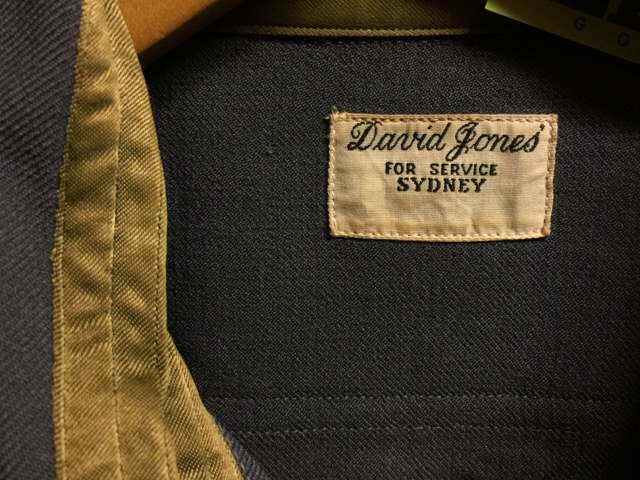 David Jones'
FOR SERVICE
SYDNEY
G O